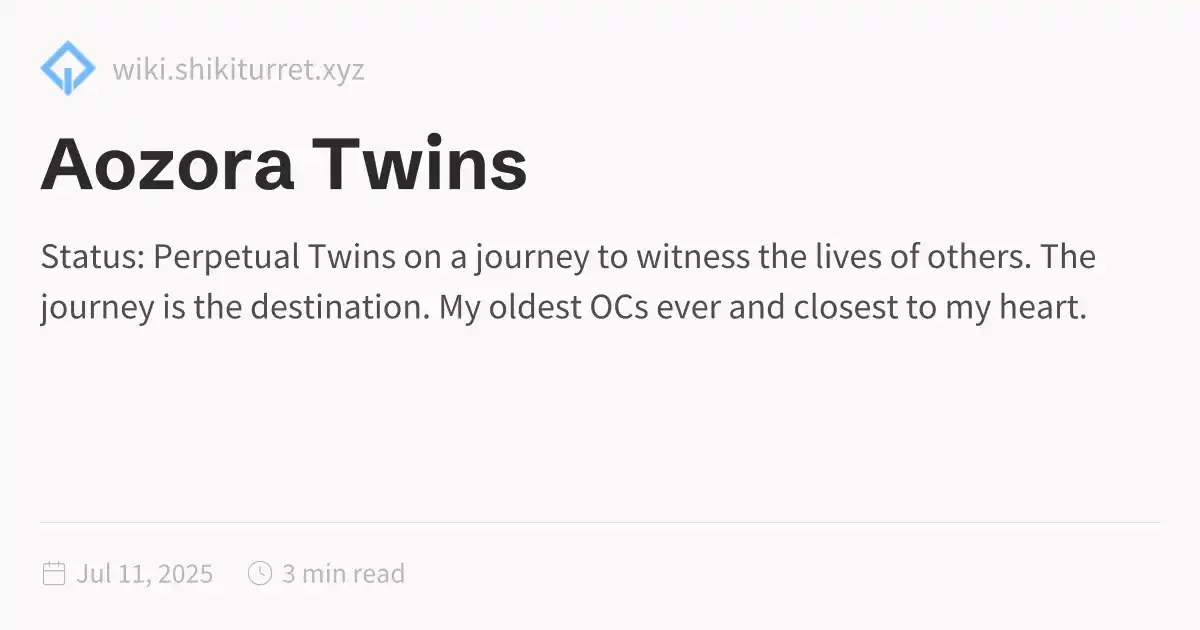 wiki.shikiturret.xyz
Aozora Twins
Status: Perpetual Twins on a journey to witness the lives of others. The
journey is the destination. My oldest OCs ever and closest to my heart.
Jul 11, 2025 3 min read